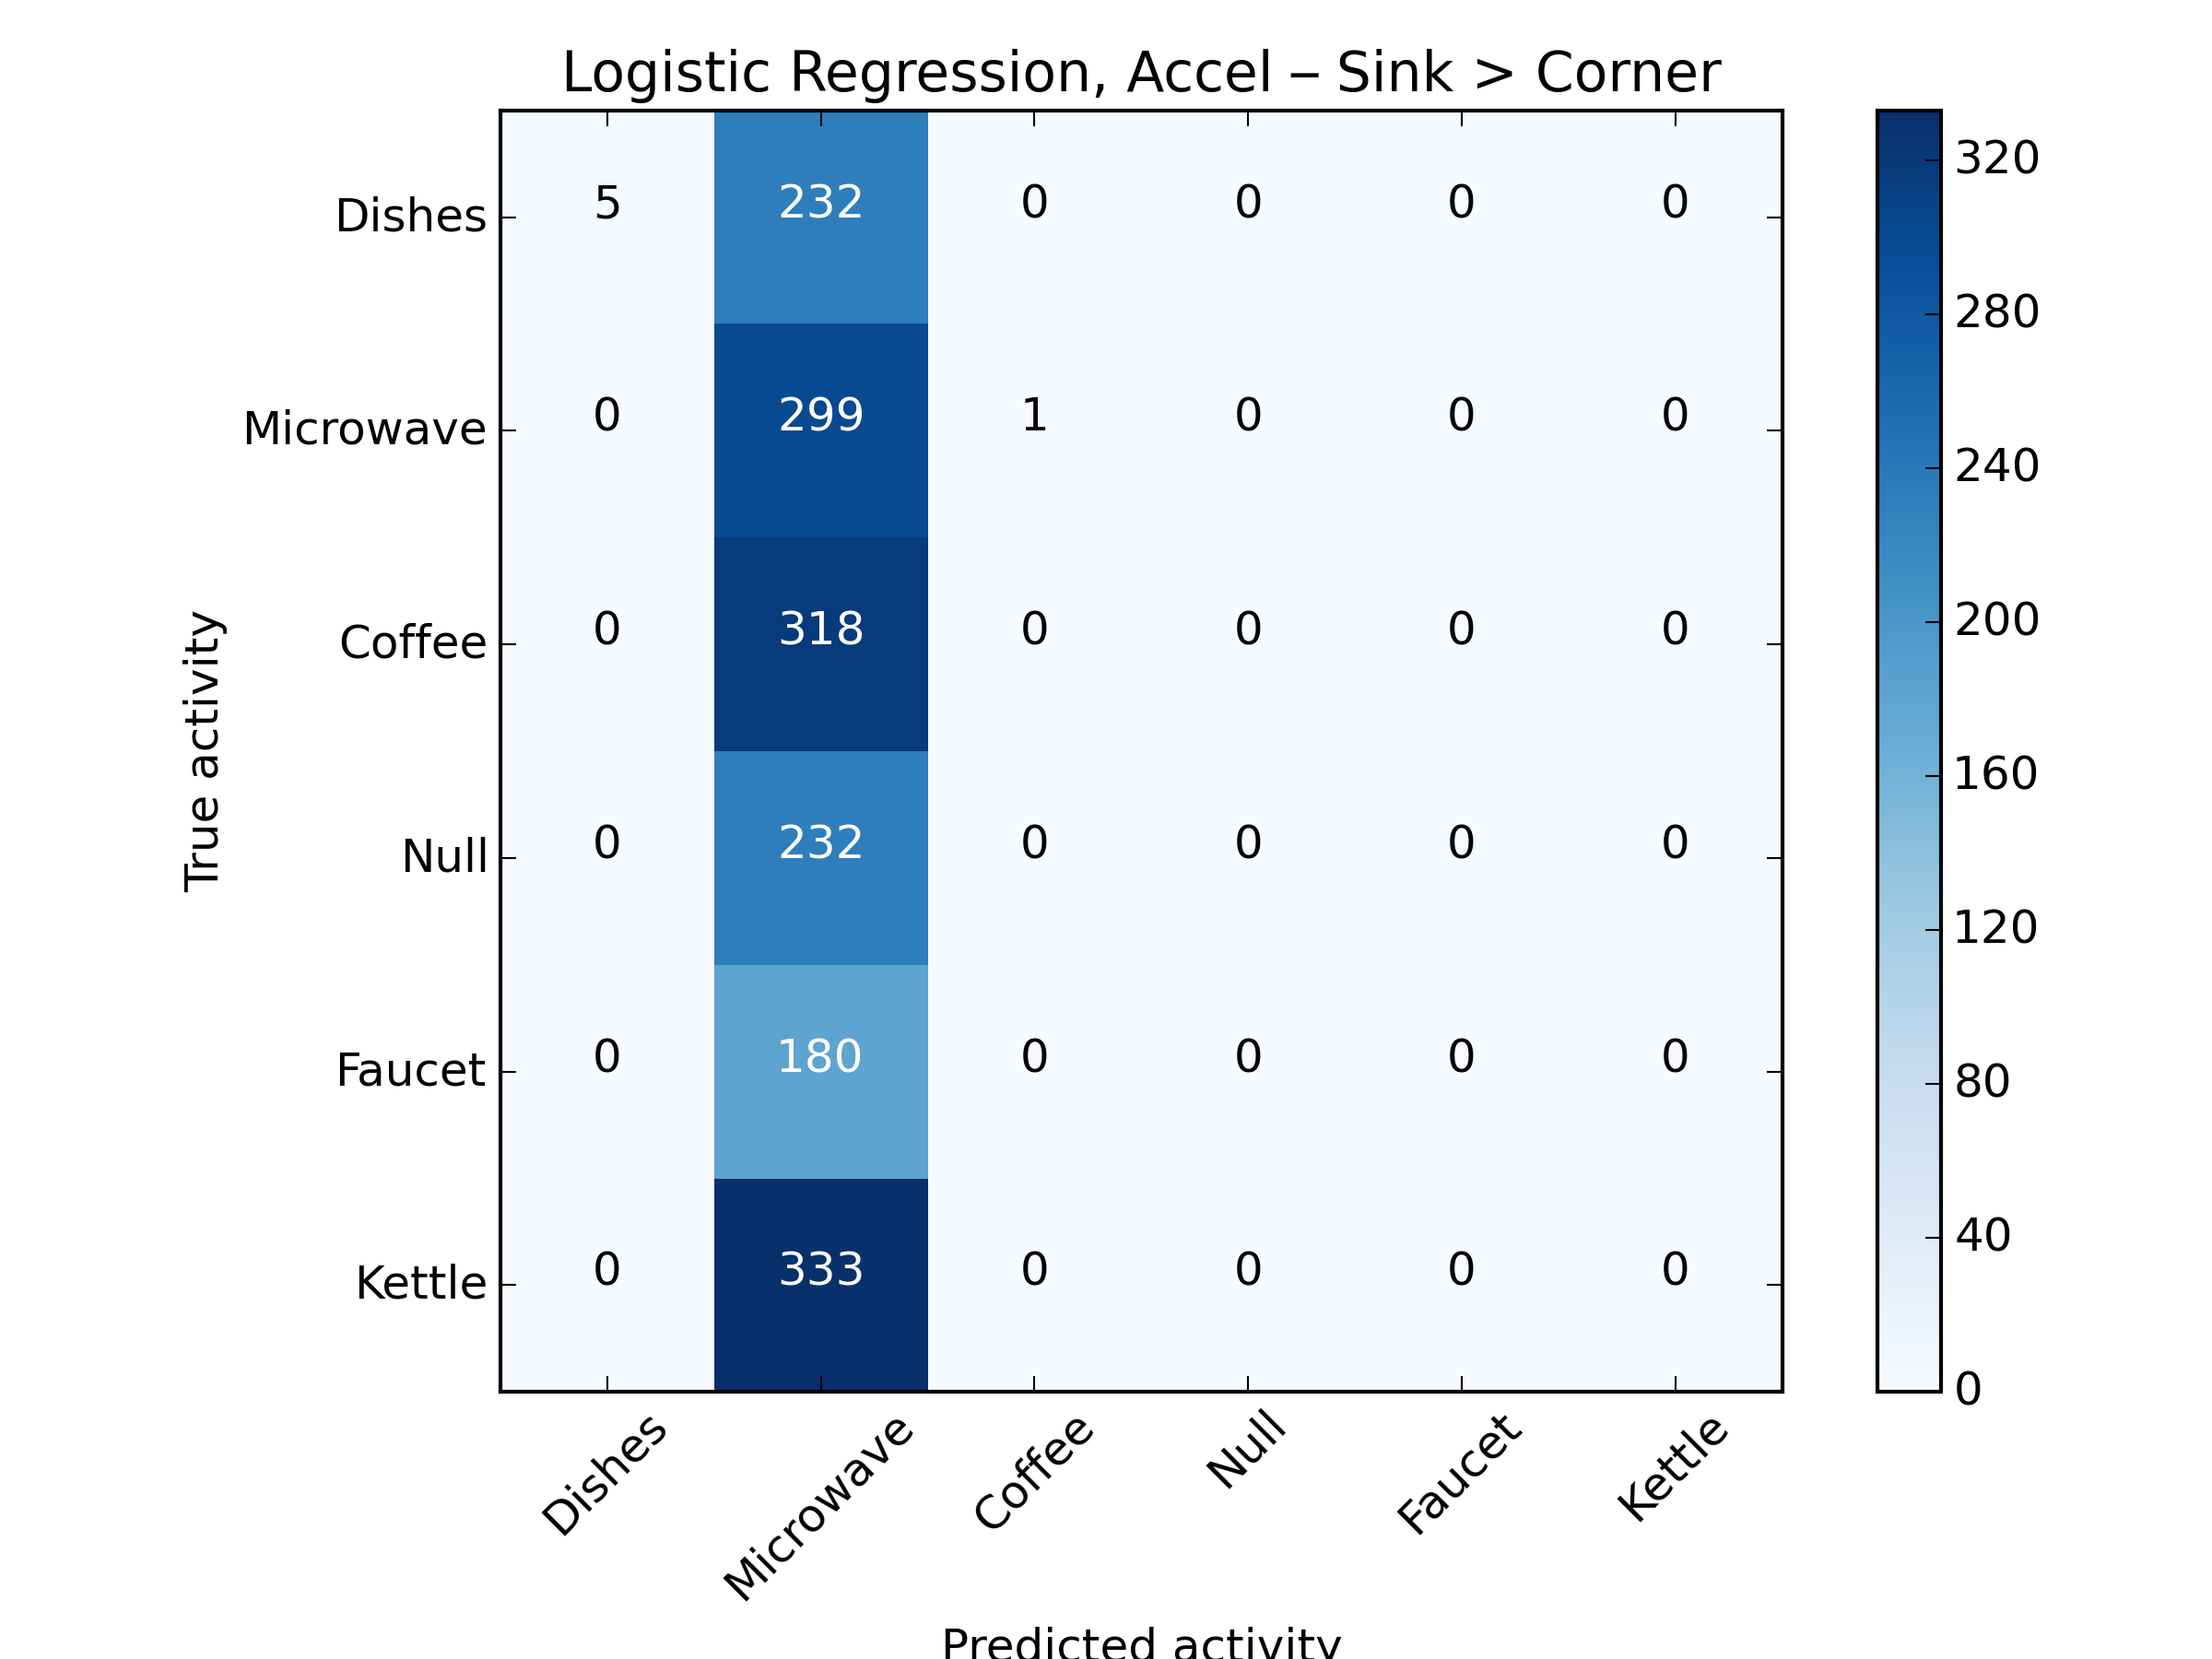 Logistic Regression, Accel – Sink > Corner
Dishes 5 232 0 0 0 0
Microwave 0 299 1 0 0 0
Coffee 0 318 0 0 0 0
Null 0 232 0 0 0 0
Faucet 0 180 0 0 0 0
Kettle 0 333 0 0 0 0
True activity
Dishes Microwave Coffee Null Faucet Kettle
Predicted activity
320
280
240
200
160
120
80
40
0